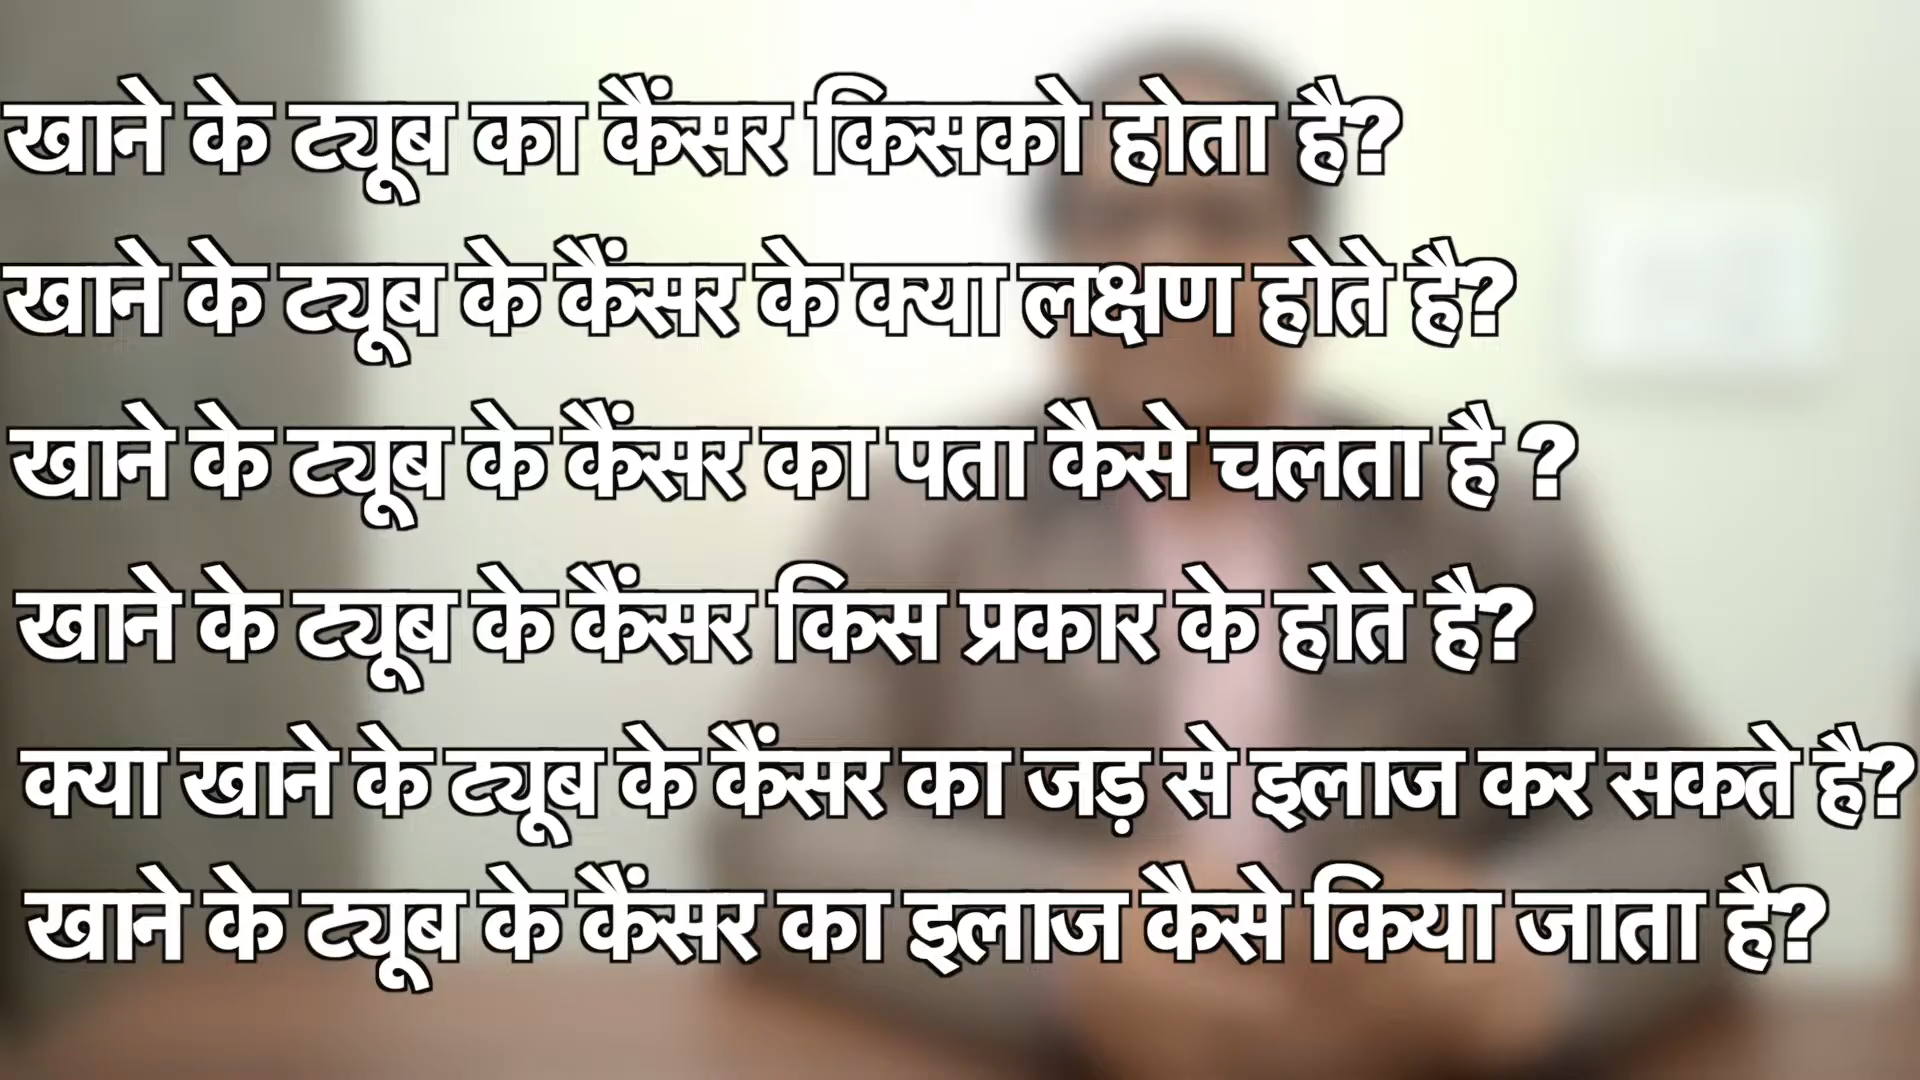 खाने के ट्यूब का कैंसर किसको होता है?
खाने के ट्यूब के कैंसर के क्या लक्षण होते है?
खाने के ट्यूब के कैंसर का पता कैसे चलता है ?
खाने के ट्यूब के कैंसर किस प्रकार के होते है?
क्या खाने के ट्यूब के कैंसर का जड़ से इलाज कर सकते है?
खाने के ट्यूब के कैंसर का इलाज कैसे किया जाता है?